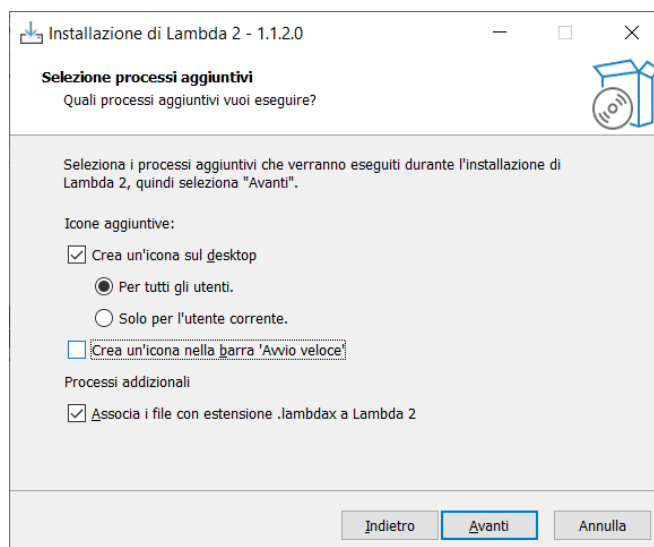 Installazione di Lambda 2 - 1.1.2.0
Selezione processi aggiuntivi
Quali processi aggiuntivi vuoi eseguire?
Seleziona i processi aggiuntivi che verranno eseguiti durante l'installazione di
Lambda 2, quindi seleziona "Avanti".
Icone aggiuntive:
Crea un'icona sul desktop
Per tutti gli utenti.
Solo per l'utente corrente.
Crea un'icona nella barra 'Avvio veloce'
Processi addizionali
Associa i file con estensione .lambdax a Lambda 2
Indietro Avanti Annulla